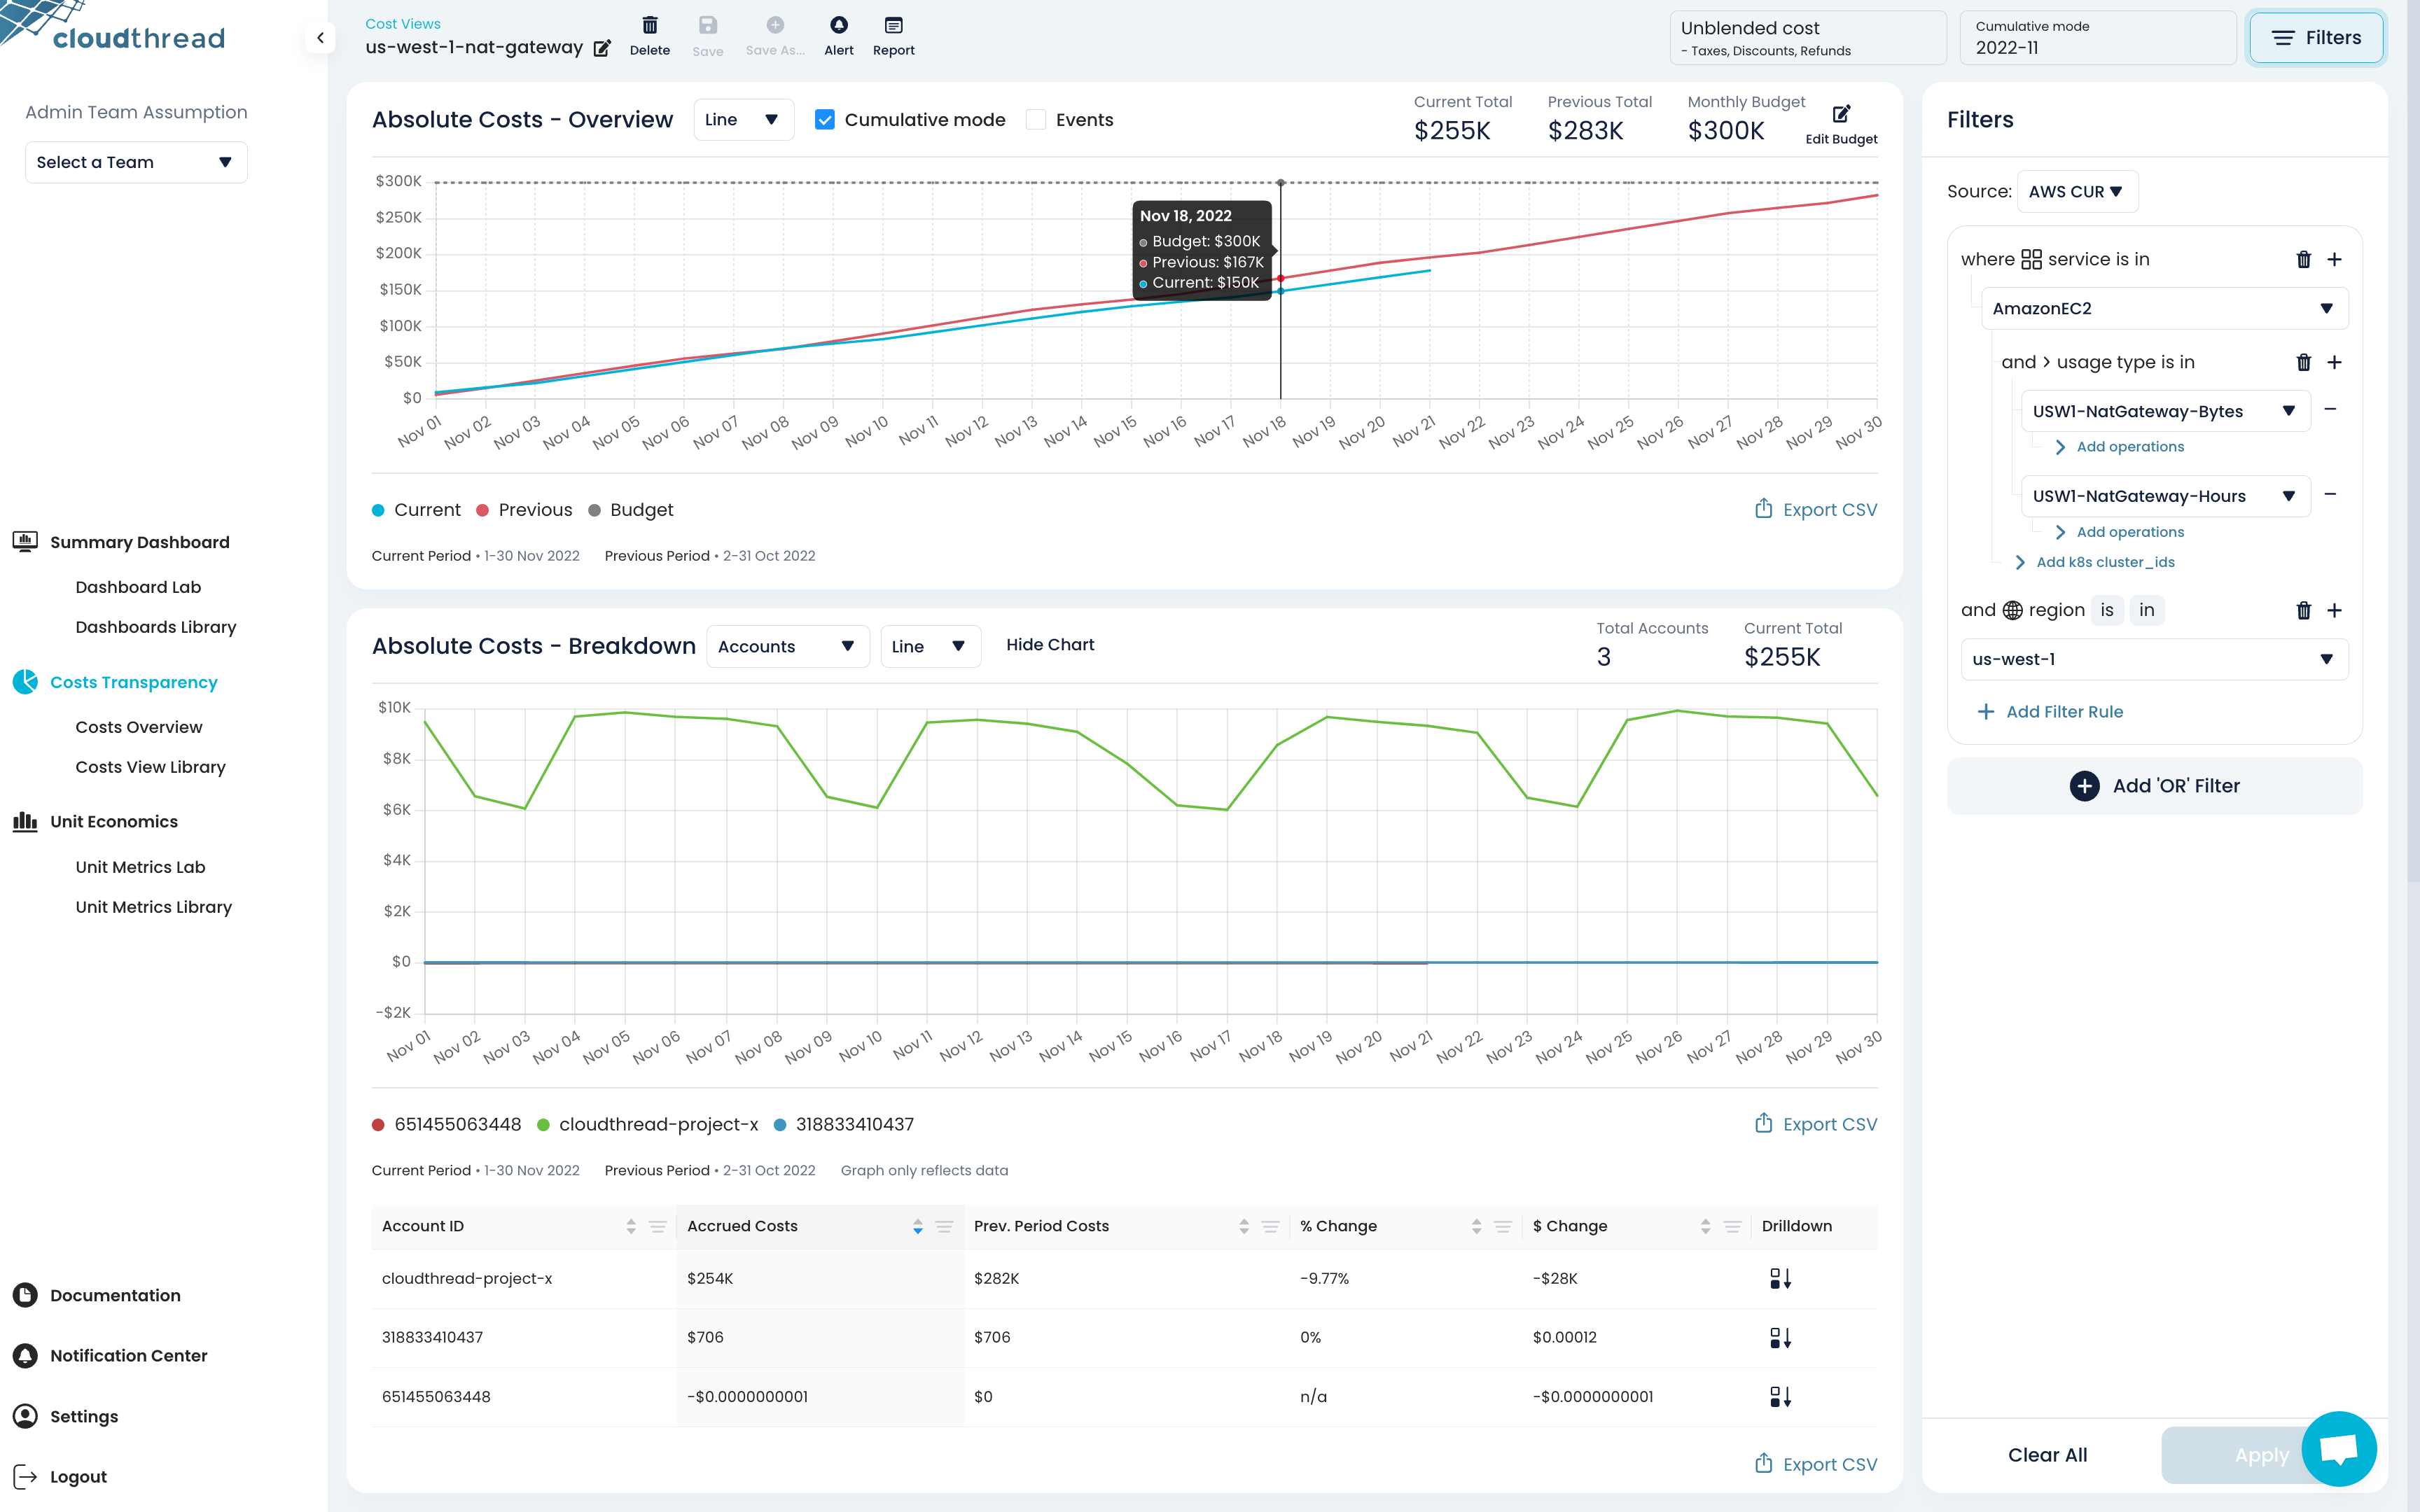 cloudthread
Admin Team Assumption
Select a Team
Summary Dashboard
Dashboard Lab
Dashboards Library
Costs Transparency
Costs Overview
Costs View Library
Unit Economics
Unit Metrics Lab
Unit Metrics Library
Documentation
Notification Center
Settings
Logout
Cost Views
us-west-1-nat-gateway
Delete
Save
Save As...
Alert
Report
Unblended cost
- Taxes, Discounts, Refunds
Cumulative mode
2022-11
Filters
Absolute Costs - Overview
Line
Cumulative mode
Events
Current Total
$255K
Previous Total
$283K
Monthly Budget
$300K
Edit Budget
$300K
$250K
$200K
$150K
$100K
$50K
$0
Nov 18, 2022
Budget: $300K
Previous: $167K
Current: $150K
Nov 01 Nov 02 Nov 03 Nov 04 Nov 05 Nov 06 Nov 07 Nov 08 Nov 09 Nov 10 Nov 11 Nov 12 Nov 13 Nov 14 Nov 15 Nov 16 Nov 17 Nov 18 Nov 19 Nov 20 Nov 21 Nov 22 Nov 23 Nov 24 Nov 25 Nov 26 Nov 27 Nov 28 Nov 29 Nov 30
Current Previous Budget
Export CSV
Current Period • 1-30 Nov 2022 Previous Period • 2-31 Oct 2022
Absolute Costs - Breakdown
Accounts
Line
Hide Chart
Total Accounts
3
Current Total
$255K
$10K
$8K
$6K
$4K
$2K
$0
-$2K
Nov 01 Nov 02 Nov 03 Nov 04 Nov 05 Nov 06 Nov 07 Nov 08 Nov 09 Nov 10 Nov 11 Nov 12 Nov 13 Nov 14 Nov 15 Nov 16 Nov 17 Nov 18 Nov 19 Nov 20 Nov 21 Nov 22 Nov 23 Nov 24 Nov 25 Nov 26 Nov 27 Nov 28 Nov 29 Nov 30
651455063448 cloudthread-project-x 318833410437
Export CSV
Current Period • 1-30 Nov 2022 Previous Period • 2-31 Oct 2022 Graph only reflects data
Account ID Accrued Costs Prev. Period Costs % Change $ Change Drilldown
cloudthread-project-x $254K $282K -9.77% -$28K
318833410437 $706 $706 0% $0.00012
651455063448 -$0.0000000001 $0 n/a -$0.0000000001
Export CSV
Filters
Source: AWS CUR
where service is in
AmazonEC2
and > usage type is in
USW1-NatGateway-Bytes
Add operations
USW1-NatGateway-Hours
Add operations
Add k8s cluster_ids
and region is in
us-west-1
Add Filter Rule
Add 'OR' Filter
Clear All
Apply